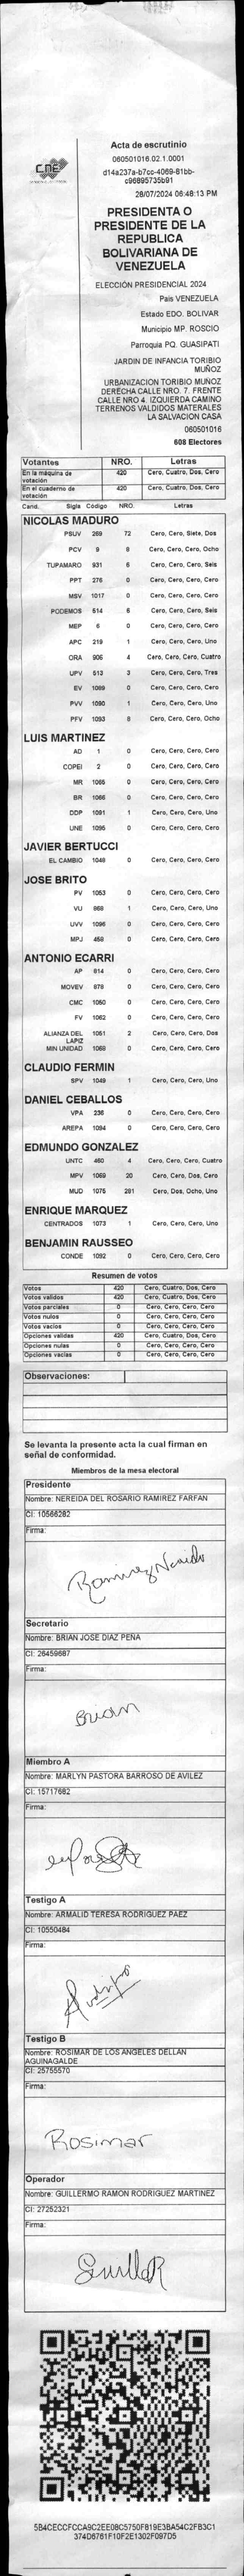 CNE
Acta de escrutinio
060501016.02.1.0001
d14a237a-b7cc-4069-81bb-
c96895735b91
28/07/2024 06:48:13 PM
PRESIDENTA O
PRESIDENTE DE LA
REPUBLICA
BOLIVARIANA DE
VENEZUELA
ELECCIÓN PRESIDENCIAL 2024
País VENEZUELA
Estado EDO. BOLIVAR
Municipio MP. ROSCIO
Parroquia PQ. GUASIPATI
JARDIN DE INFANCIA TORIBIO
MUÑOZ
URBANIZACION TORIBIO MUÑOZ
DERECHA CALLE NRO. 7. FRENTE
CALLE NRO 4. IZQUIERDA CAMINO
TERRENOS VALDIDOS MATERALES
LA SALVACION CASA
060501016
608 Electores
Votantes NRO. Letras
En la máquina de votación 420 Cero, Cuatro, Dos, Cero
En el cuaderno de votación 420 Cero, Cuatro, Dos, Cero
Cand. Sigla Código NRO. Letras
NICOLAS MADURO
PSUV 269 72 Cero, Cero, Siete, Dos
PCV 9 8 Cero, Cero, Cero, Ocho
TUPAMARO 931 6 Cero, Cero, Cero, Seis
PPT 276 0 Cero, Cero, Cero, Cero
MSV 1017 0 Cero, Cero, Cero, Cero
PODEMOS 514 6 Cero, Cero, Cero, Seis
MEP 6 0 Cero, Cero, Cero, Cero
APC 219 1 Cero, Cero, Cero, Uno
ORA 906 4 Cero, Cero, Cero, Cuatro
UPV 513 3 Cero, Cero, Cero, Tres
EV 1089 0 Cero, Cero, Cero, Cero
PVV 1090 1 Cero, Cero, Cero, Uno
PFV 1093 8 Cero, Cero, Cero, Ocho
LUIS MARTINEZ
AD 1 0 Cero, Cero, Cero, Cero
COPEI 2 0 Cero, Cero, Cero, Cero
MR 1065 0 Cero, Cero, Cero, Cero
BR 1066 0 Cero, Cero, Cero, Cero
DDP 1091 1 Cero, Cero, Cero, Uno
UNE 1095 0 Cero, Cero, Cero, Cero
JAVIER BERTUCCI
EL CAMBIO 1048 0 Cero, Cero, Cero, Cero
JOSE BRITO
PV 1053 0 Cero, Cero, Cero, Cero
VU 868 1 Cero, Cero, Cero, Uno
UVV 1096 0 Cero, Cero, Cero, Cero
MPJ 458 0 Cero, Cero, Cero, Cero
ANTONIO ECARRI
AP 614 0 Cero, Cero, Cero, Cero
MOVEV 678 0 Cero, Cero, Cero, Cero
CMC 1050 0 Cero, Cero, Cero, Cero
FV 1062 0 Cero, Cero, Cero, Cero
ALIANZA DEL LAPIZ 1051 2 Cero, Cero, Cero, Dos
MIN UNIDAD 1068 0 Cero, Cero, Cero, Cero
CLAUDIO FERMIN
SPV 1049 1 Cero, Cero, Cero, Uno
DANIEL CEBALLOS
VPA 236 0 Cero, Cero, Cero, Cero
AREPA 1094 0 Cero, Cero, Cero, Cero
EDMUNDO GONZALEZ
UNTC 460 4 Cero, Cero, Cero, Cuatro
MPV 1069 20 Cero, Cero, Dos, Cero
MUD 1075 281 Cero, Dos, Ocho, Uno
ENRIQUE MARQUEZ
CENTRADOS 1073 1 Cero, Cero, Cero, Uno
BENJAMIN RAUSSEO
CONDE 1092 0 Cero, Cero, Cero, Cero
Resumen de votos
Votos 420 Cero, Cuatro, Dos, Cero
Votos validos 420 Cero, Cuatro, Dos, Cero
Votos parciales 0 Cero, Cero, Cero, Cero
Votos nulos 0 Cero, Cero, Cero, Cero
Votos vacios 0 Cero, Cero, Cero, Cero
Opciones validas 420 Cero, Cuatro, Dos, Cero
Opciones nulas 0 Cero, Cero, Cero, Cero
Opciones vacias 0 Cero, Cero, Cero, Cero
Observaciones:
Se levanta la presente acta la cual firman en
señal de conformidad.
Miembros de la mesa electoral
Presidente
Nombre: NEREIDA DEL ROSARIO RAMIREZ FARFAN
CI: 10566282
Firma:
Ramirez Nereida
Secretario
Nombre: BRIAN JOSE DIAZ PEÑA
CI: 26459687
Firma:
Brian
Miembro A
Nombre: MARLYN PASTORA BARROSO DE AVILEZ
CI: 15717682
Firma:
Testigo A
Nombre: ARMALID TERESA RODRIGUEZ PAEZ
CI: 10550484
Firma:
Testigo B
Nombre: ROSIMAR DE LOS ANGELES DELLAN
AGUINAGALDE
CI: 25755570
Firma:
Rosimar
Operador
Nombre: GUILLERMO RAMON RODRIGUEZ MARTINEZ
CI: 27252321
Firma:
GuilleR
5B4CECCFCCA9C2EE08C5750F819E3BA54C2FB3C1
374D6761F10F2E1302F097D5